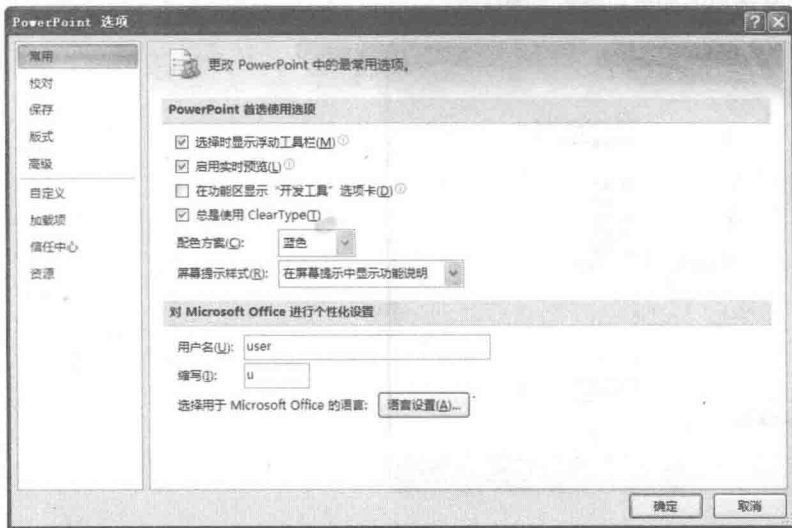 PowerPoint 选项
常用
校对
保存
版式
高级
自定义
加载项
信任中心
资源
更改 PowerPoint 中的最常用选项。
PowerPoint 首选使用选项
选择时显示浮动工具栏(M)
启用实时预览(L)
在功能区显示“开发工具”选项卡(D)
总是使用 ClearType(T)
配色方案(C): 蓝色
屏幕提示样式(R): 在屏幕提示中显示功能说明
对 Microsoft Office 进行个性化设置
用户名(U): user
缩写(I): u
选择用于 Microsoft Office 的语言: 语言设置(A)...
确定 取消